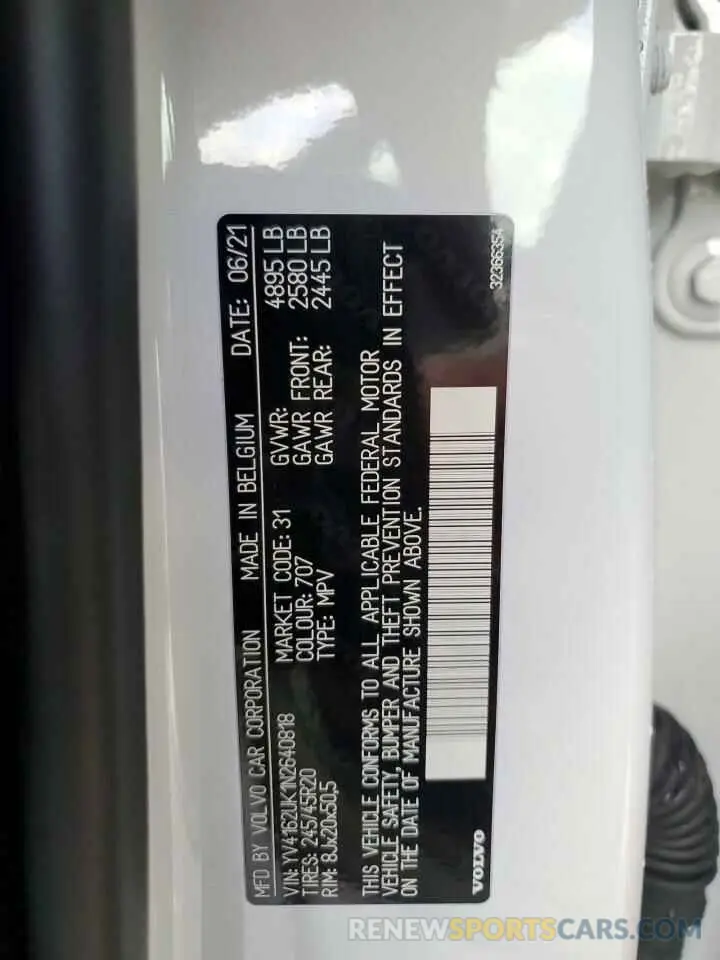 MFD BY VOLVO CAR CORPORATION MADE IN BELGIUM DATE: 06/21
VIN: YV4162UK1N2640818 MARKET CODE: 31 GVWR: 4895 LB
TIRES: 245/45R20 COLOUR: 707 GAWR FRONT: 2580 LB
RIM: 8Jx20x50,5 TYPE: MPV GAWR REAR: 2445 LB
THIS VEHICLE CONFORMS TO ALL APPLICABLE FEDERAL MOTOR
VEHICLE SAFETY, BUMPER AND THEFT PREVENTION STANDARDS IN EFFECT
ON THE DATE OF MANUFACTURE SHOWN ABOVE.
VOLVO 32366354
RENEWSPORTSCARS.COM